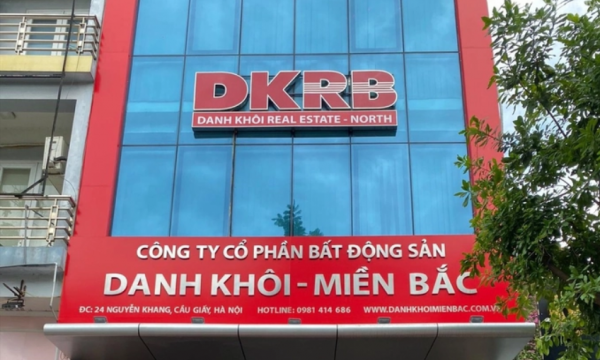 DKRB
DANH KHÔI REAL ESTATE - NORTH
CÔNG TY CỔ PHẦN BẤT ĐỘNG SẢN
DANH KHÔI - MIỀN BẮC
ĐC: 24 NGUYỄN KHANG, CẦU GIẤY, HÀ NỘI HOTLINE: 0981 414 686 WWW.DANHKHOIMIENBAC.COM.VN